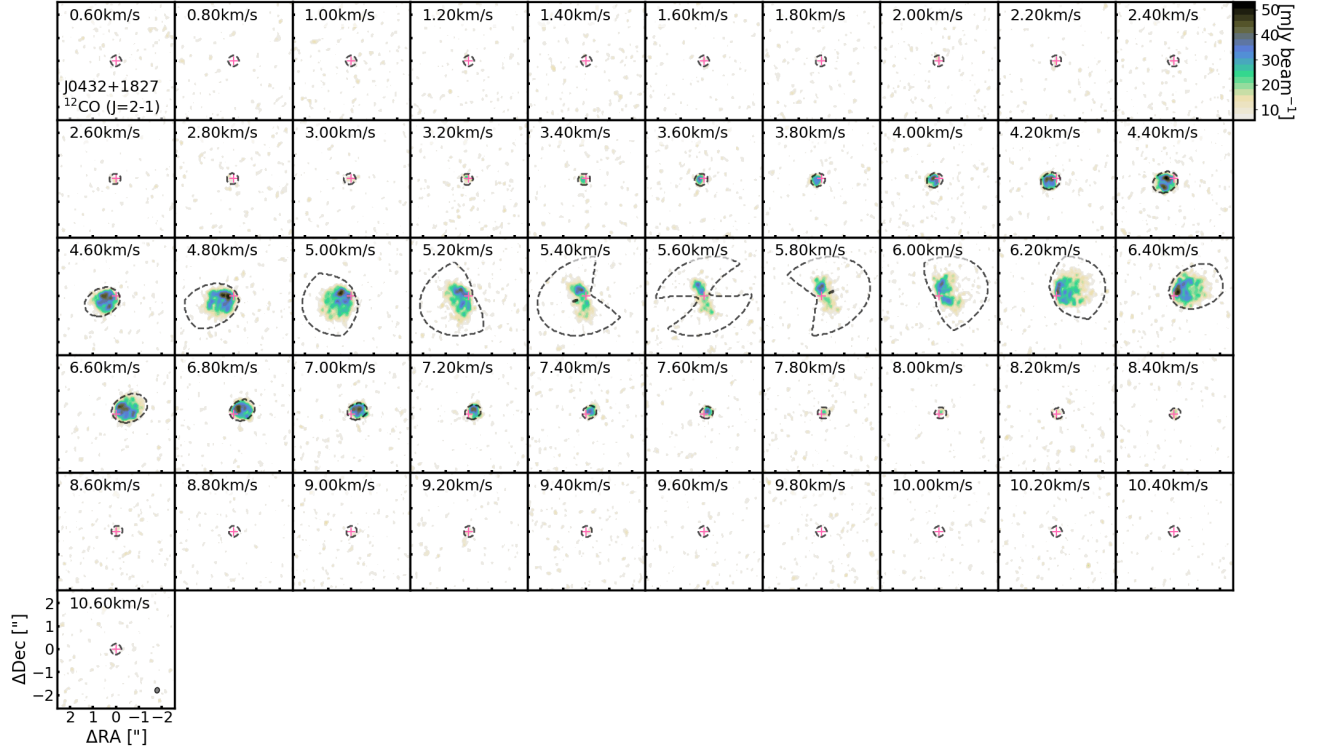 0.60km/s 0.80km/s 1.00km/s 1.20km/s 1.40km/s 1.60km/s 1.80km/s 2.00km/s 2.20km/s 2.40km/s
J0432+1827
¹²CO (J=2-1)
50
40
30
20
10
[mJy beam⁻¹]
2.60km/s 2.80km/s 3.00km/s 3.20km/s 3.40km/s 3.60km/s 3.80km/s 4.00km/s 4.20km/s 4.40km/s
4.60km/s 4.80km/s 5.00km/s 5.20km/s 5.40km/s 5.60km/s 5.80km/s 6.00km/s 6.20km/s 6.40km/s
6.60km/s 6.80km/s 7.00km/s 7.20km/s 7.40km/s 7.60km/s 7.80km/s 8.00km/s 8.20km/s 8.40km/s
8.60km/s 8.80km/s 9.00km/s 9.20km/s 9.40km/s 9.60km/s 9.80km/s 10.00km/s 10.20km/s 10.40km/s
10.60km/s
2
1
0
−1
−2
ΔDec ["]
2 1 0 −1 −2
ΔRA ["]